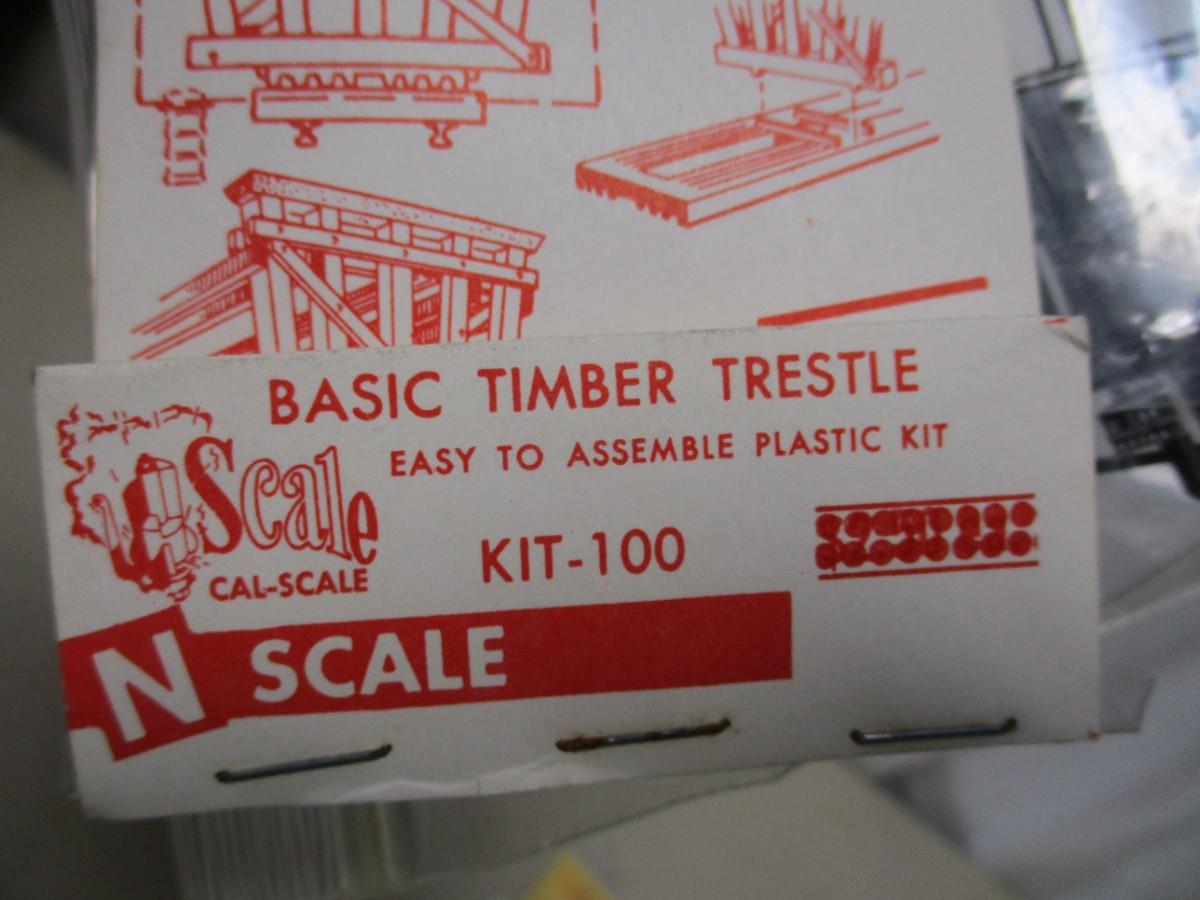 BASIC TIMBER TRESTLE
EASY TO ASSEMBLE PLASTIC KIT
Scale
CAL-SCALE
KIT-100
N SCALE